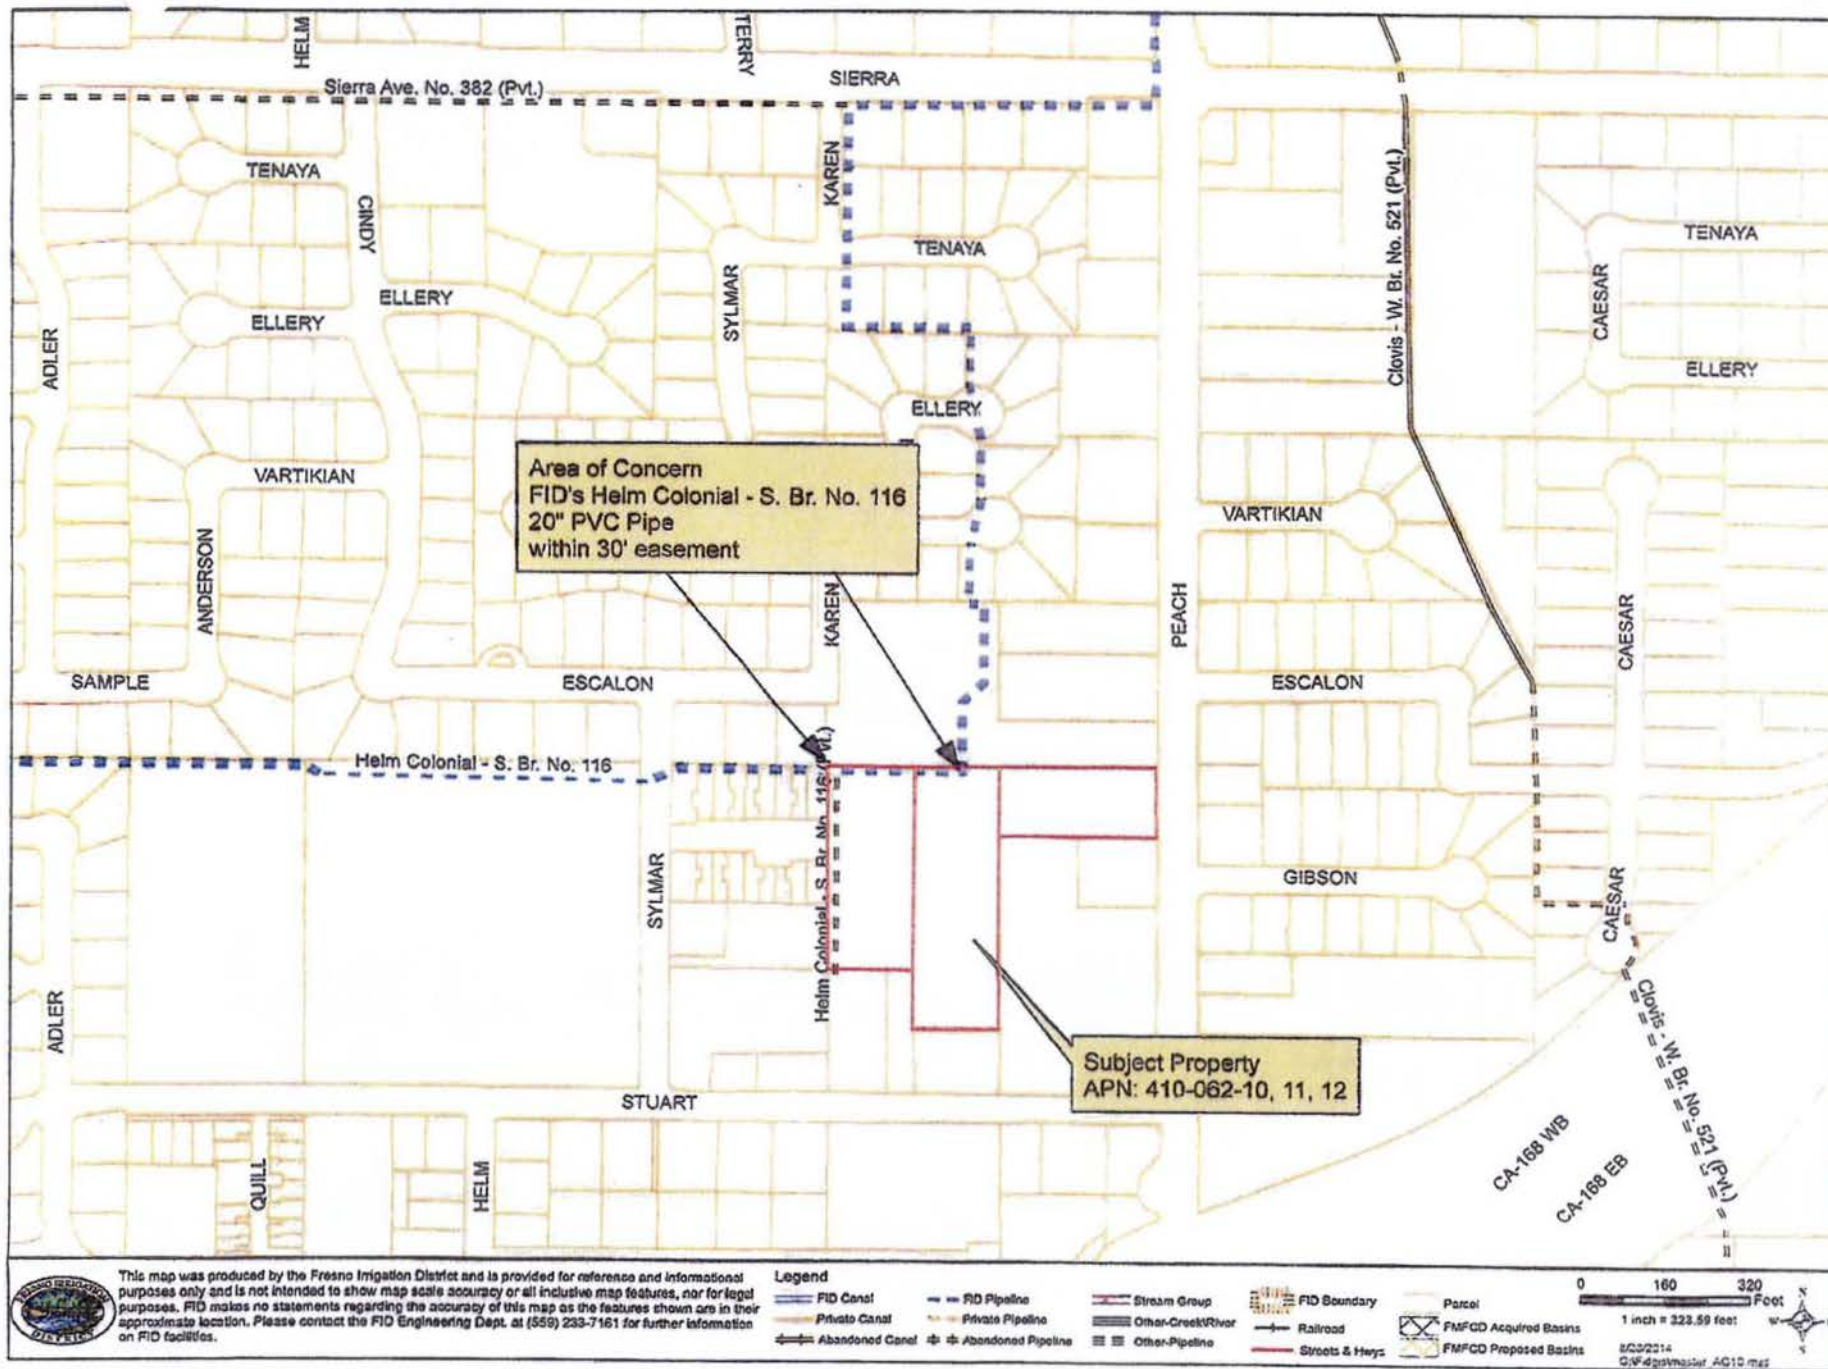 HELM
TERRY
SIERRA
Sierra Ave. No. 382 (Pvt.)
TENAYA
CINDY
KAREN
TENAYA
Clovis - W. Br. No. 521 (Pvt.)
TENAYA
CAESAR
ELLERY
ELLERY
SYLMAR
ADLER
ELLERY
ELLERY
Area of Concern
FID's Helm Colonial - S. Br. No. 116
20" PVC Pipe
within 30' easement
VARTIKIAN
VARTIKIAN
ANDERSON
KAREN
PEACH
CAESAR
SAMPLE
ESCALON
ESCALON
Helm Colonial - S. Br. No. 116
Helm Colonial - S. Br. No. 116 (Pvt.)
SYLMAR
GIBSON
CAESAR
ADLER
Subject Property
APN: 410-062-10, 11, 12
Clovis - W. Br. No. 521 (Pvt.)
STUART
CA-168 WB
CA-168 EB
QUILL
HELM
FRESNO IRRIGATION
DISTRICT
This map was produced by the Fresno Irrigation District and is provided for reference and informational
purposes only and is not intended to show map scale accuracy or all inclusive map features, nor for legal
purposes. FID makes no statements regarding the accuracy of this map as the features shown are in their
approximate location. Please contact the FID Engineering Dept. at (559) 233-7161 for further information
on FID facilities.
Legend
FID Canal
Private Canal
Abandoned Canal
FID Pipeline
Private Pipeline
Abandoned Pipeline
Stream Group
Other-Creek/River
Other-Pipeline
FID Boundary
Railroad
Streets & Hwys
Parcel
FMFCD Acquired Basins
FMFCD Proposed Basins
0 160 320
Feet
1 inch = 323.59 feet
N
W
S